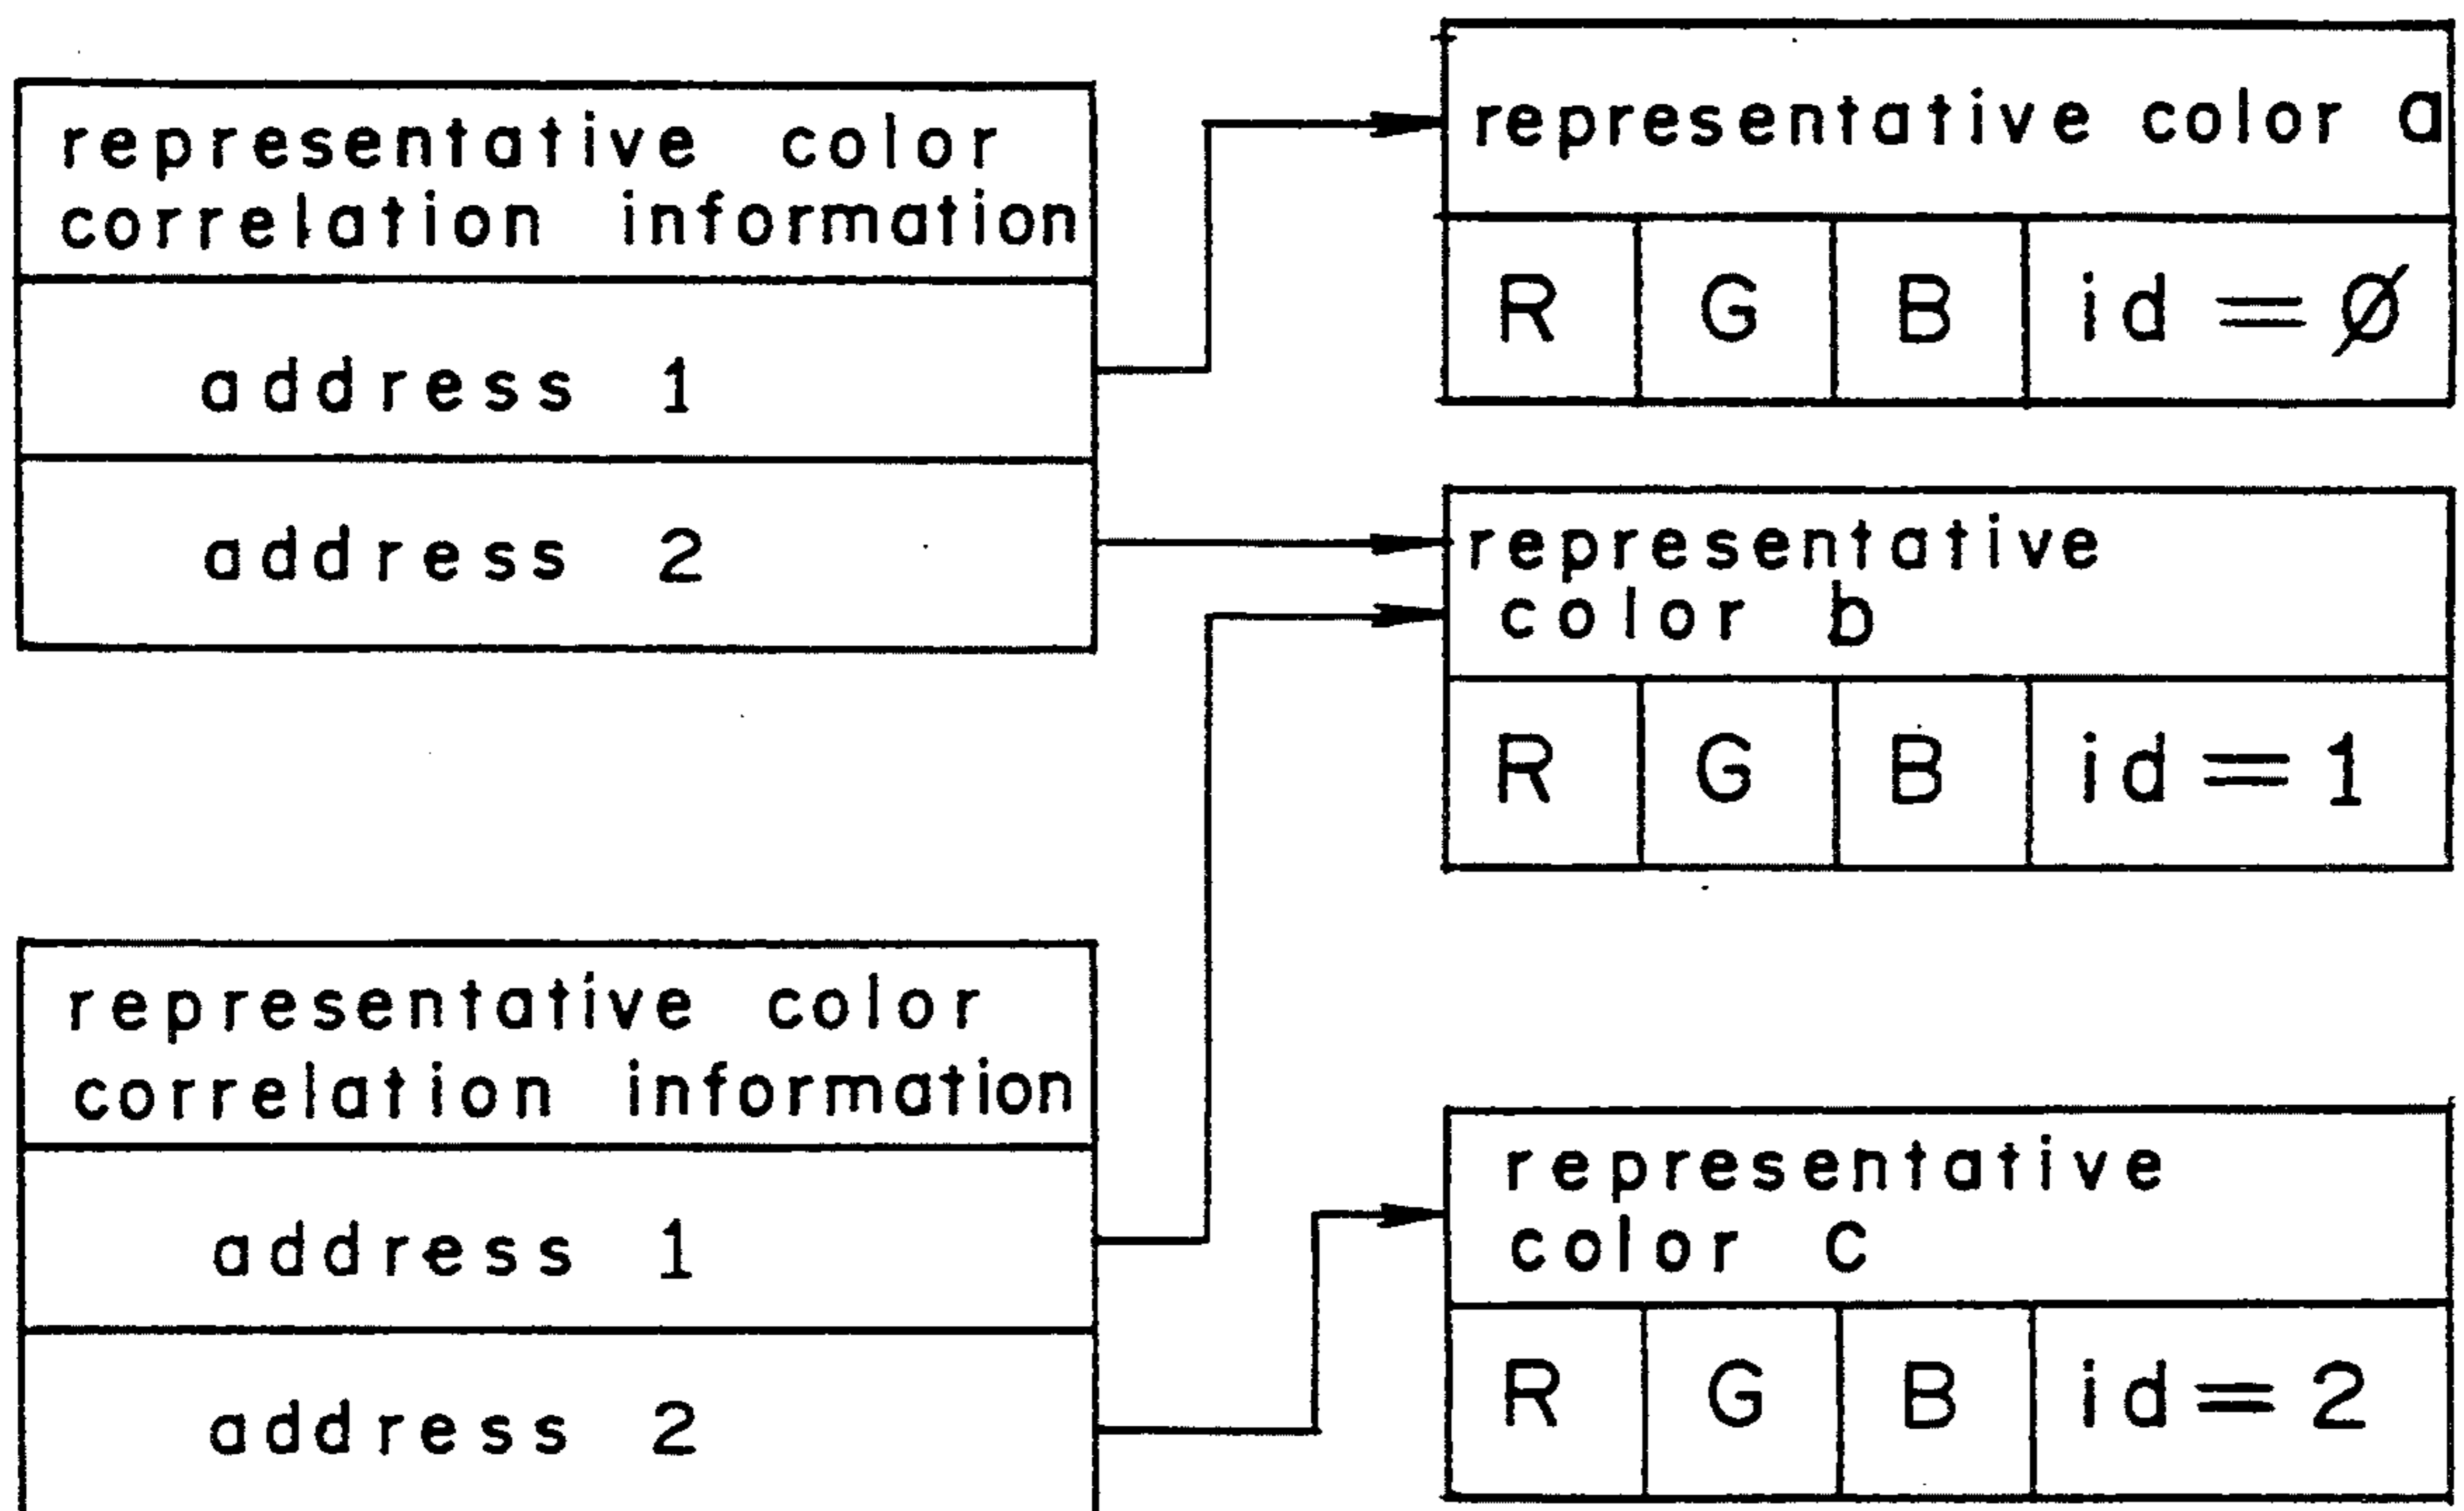 representative color
correlation information
address 1
address 2
representative color a
R G B id = Ø
representative
color b
R G B id = 1
representative color
correlation information
address 1
address 2
representative
color c
R G B id = 2